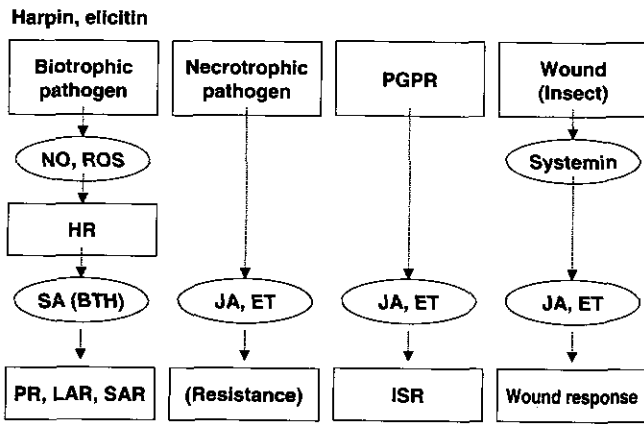 Harpin, elicitin
Biotrophic
pathogen
Necrotrophic
pathogen
PGPR
Wound
(Insect)
NO, ROS
Systemin
HR
SA (BTH)
JA, ET
JA, ET
JA, ET
PR, LAR, SAR
(Resistance)
ISR
Wound response